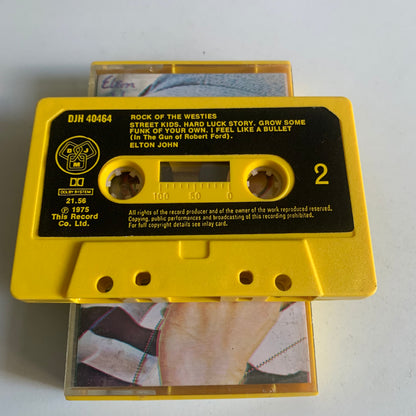 Elton
DJH 40464
ROCK OF THE WESTIES
STREET KIDS. HARD LUCK STORY. GROW SOME
FUNK OF YOUR OWN. I FEEL LIKE A BULLET
(In The Gun of Robert Ford).
ELTON JOHN
DJM
DOLBY SYSTEM
21.56
℗ 1975
This Record
Co. Ltd.
100 50 0
2
All rights of the record producer and of the owner of the work reproduced reserved.
Copying, public performances and broadcasting of this recording prohibited.
For full copyright details see inlay card.